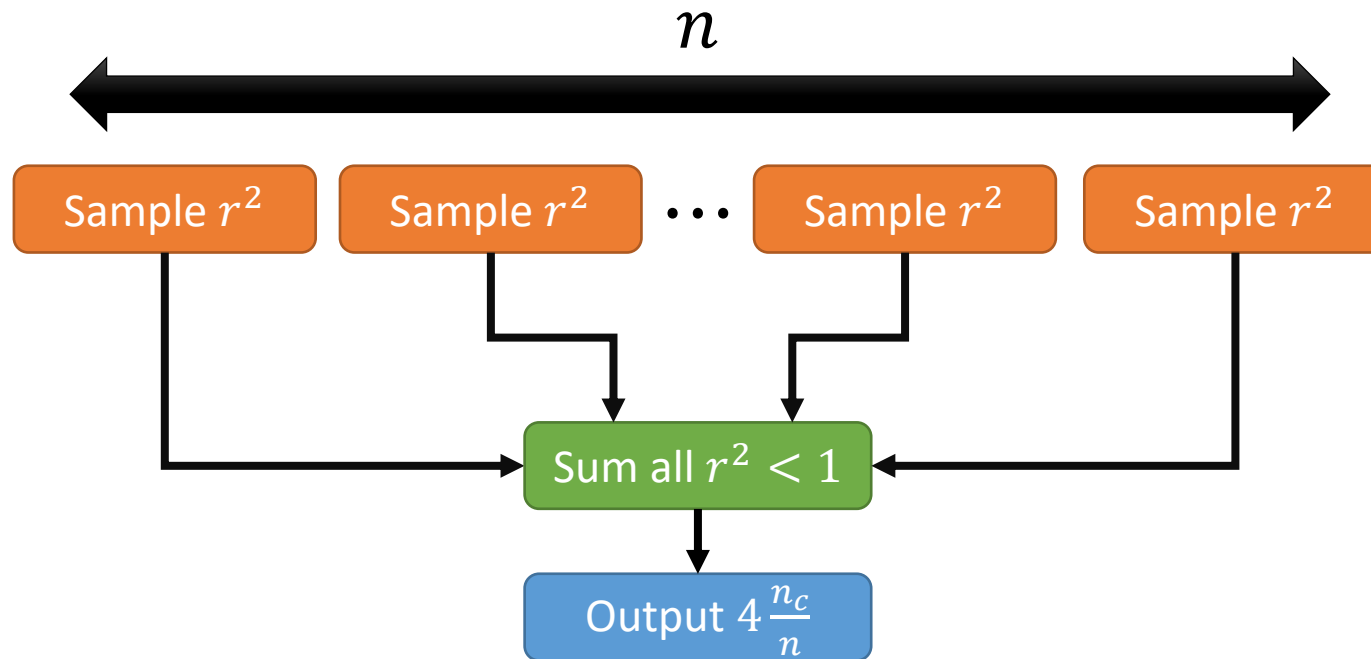 n
Sample r²
Sample r²
...
Sample r²
Sample r²
Sum all r² < 1
Output 4 n_c/n